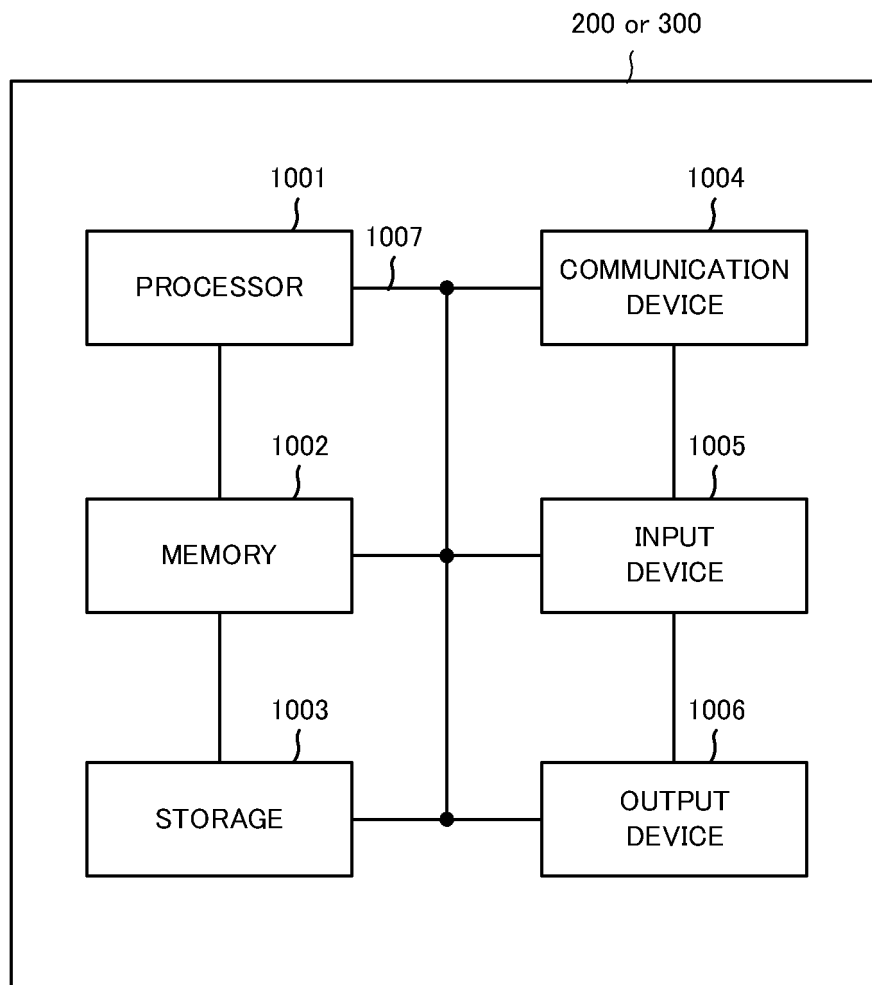 200 or 300
1001
1004
1007
PROCESSOR
COMMUNICATION
DEVICE
1002
1005
MEMORY
INPUT
DEVICE
1003
1006
STORAGE
OUTPUT
DEVICE